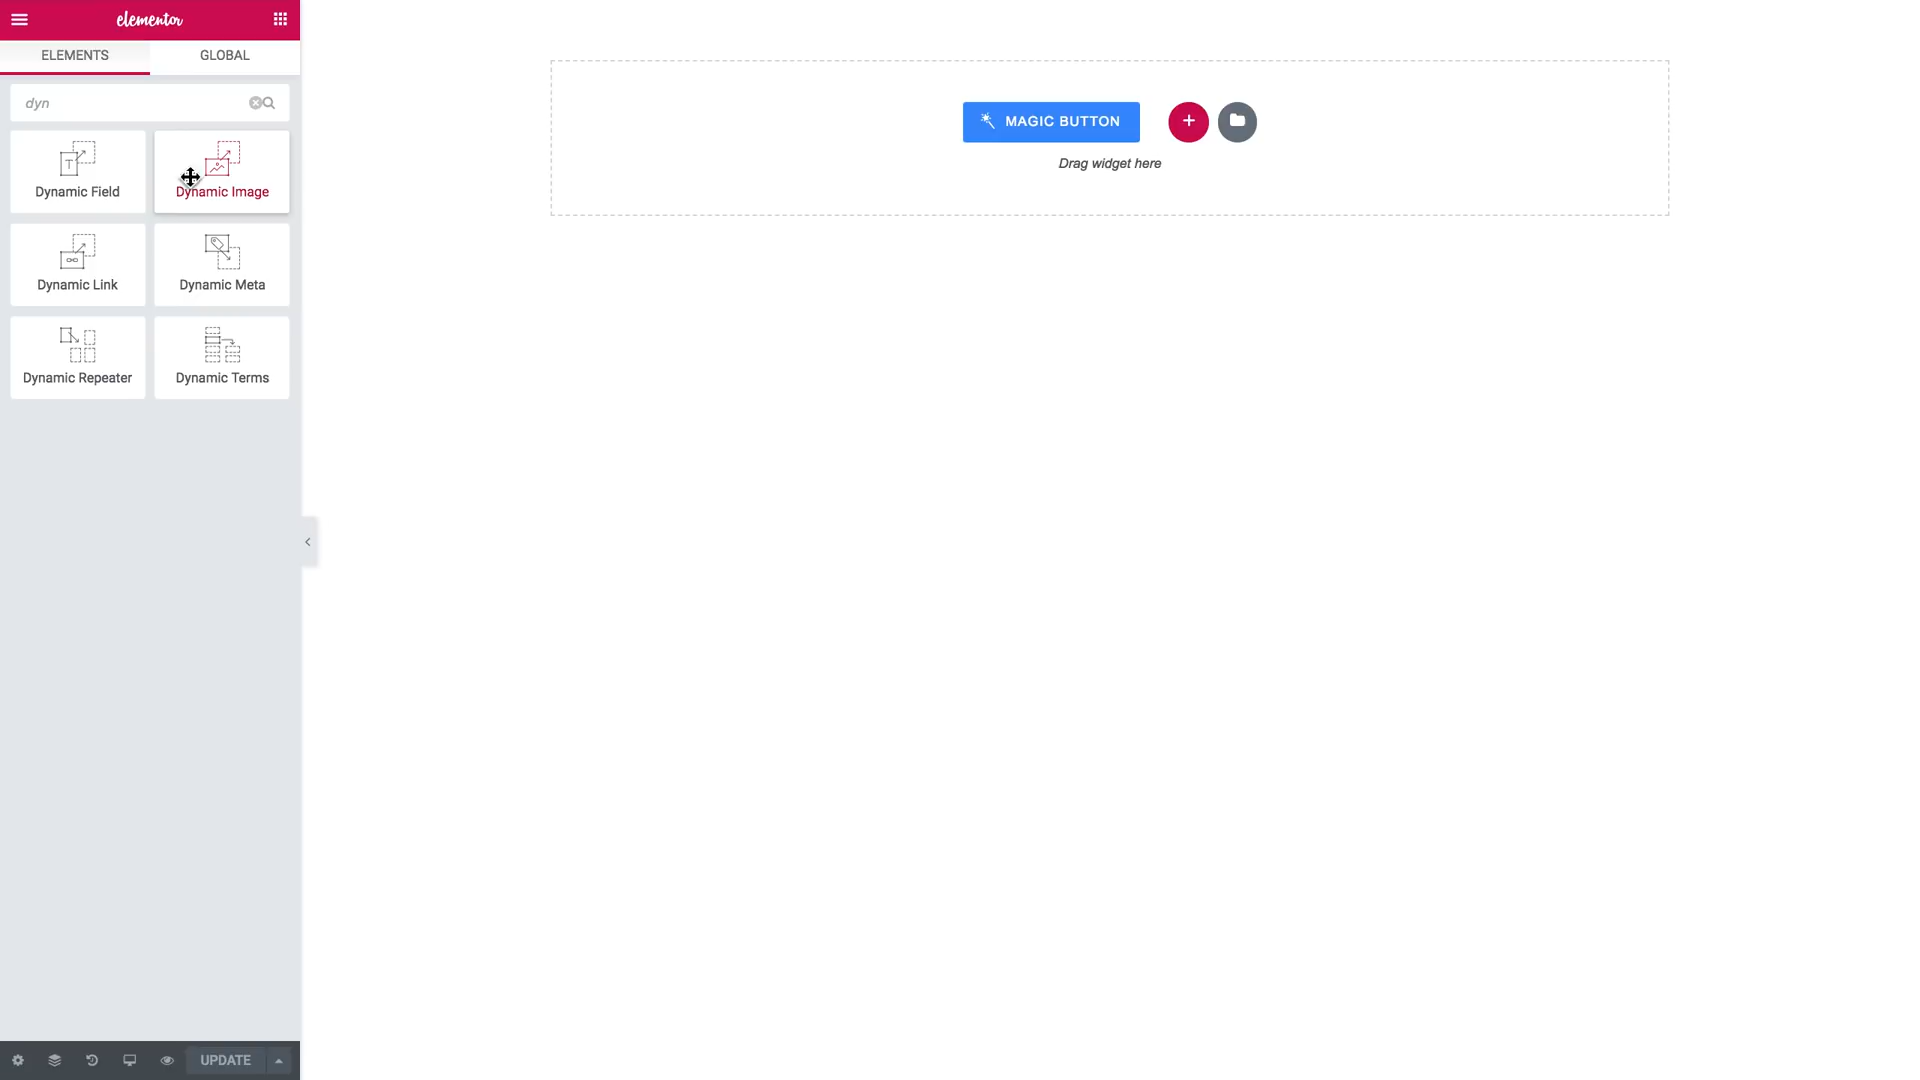 elementor
ELEMENTS
GLOBAL
dyn
Dynamic Field
Dynamic Image
Dynamic Link
Dynamic Meta
Dynamic Repeater
Dynamic Terms
UPDATE
MAGIC BUTTON
Drag widget here